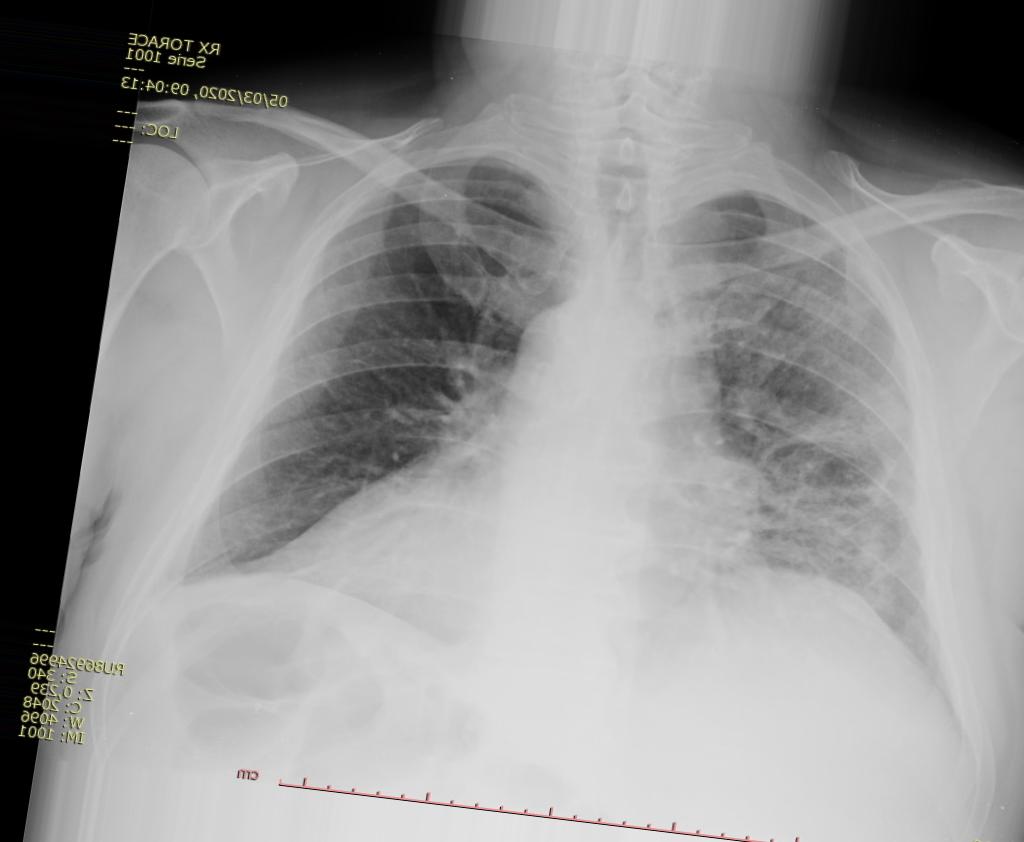 RX TORACE
Serie 1001
---
05/03/2020, 09:04:13
---
LOC: ---
---
---
---
RU86924996
S: 340
Z: 0,239
C: 2048
W: 4096
IM: 1001
cm